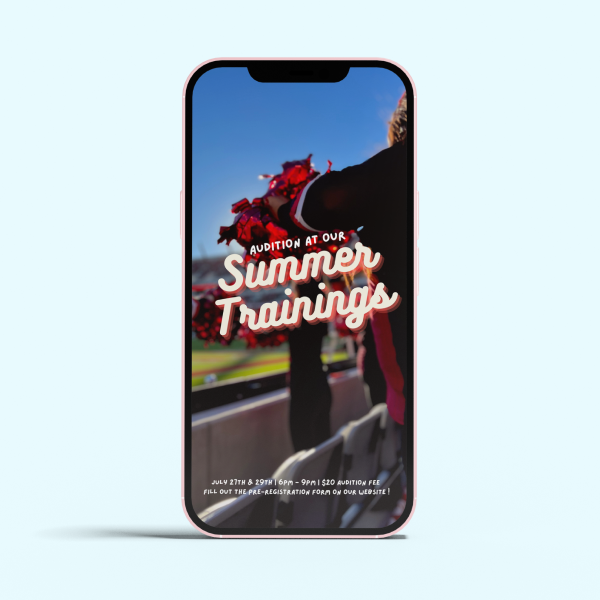 AUDITION AT OUR
Summer
Trainings
JULY 27TH & 29TH | 6PM - 9PM | $20 AUDITION FEE
FILL OUT THE PRE-REGISTRATION FORM ON OUR WEBSITE!